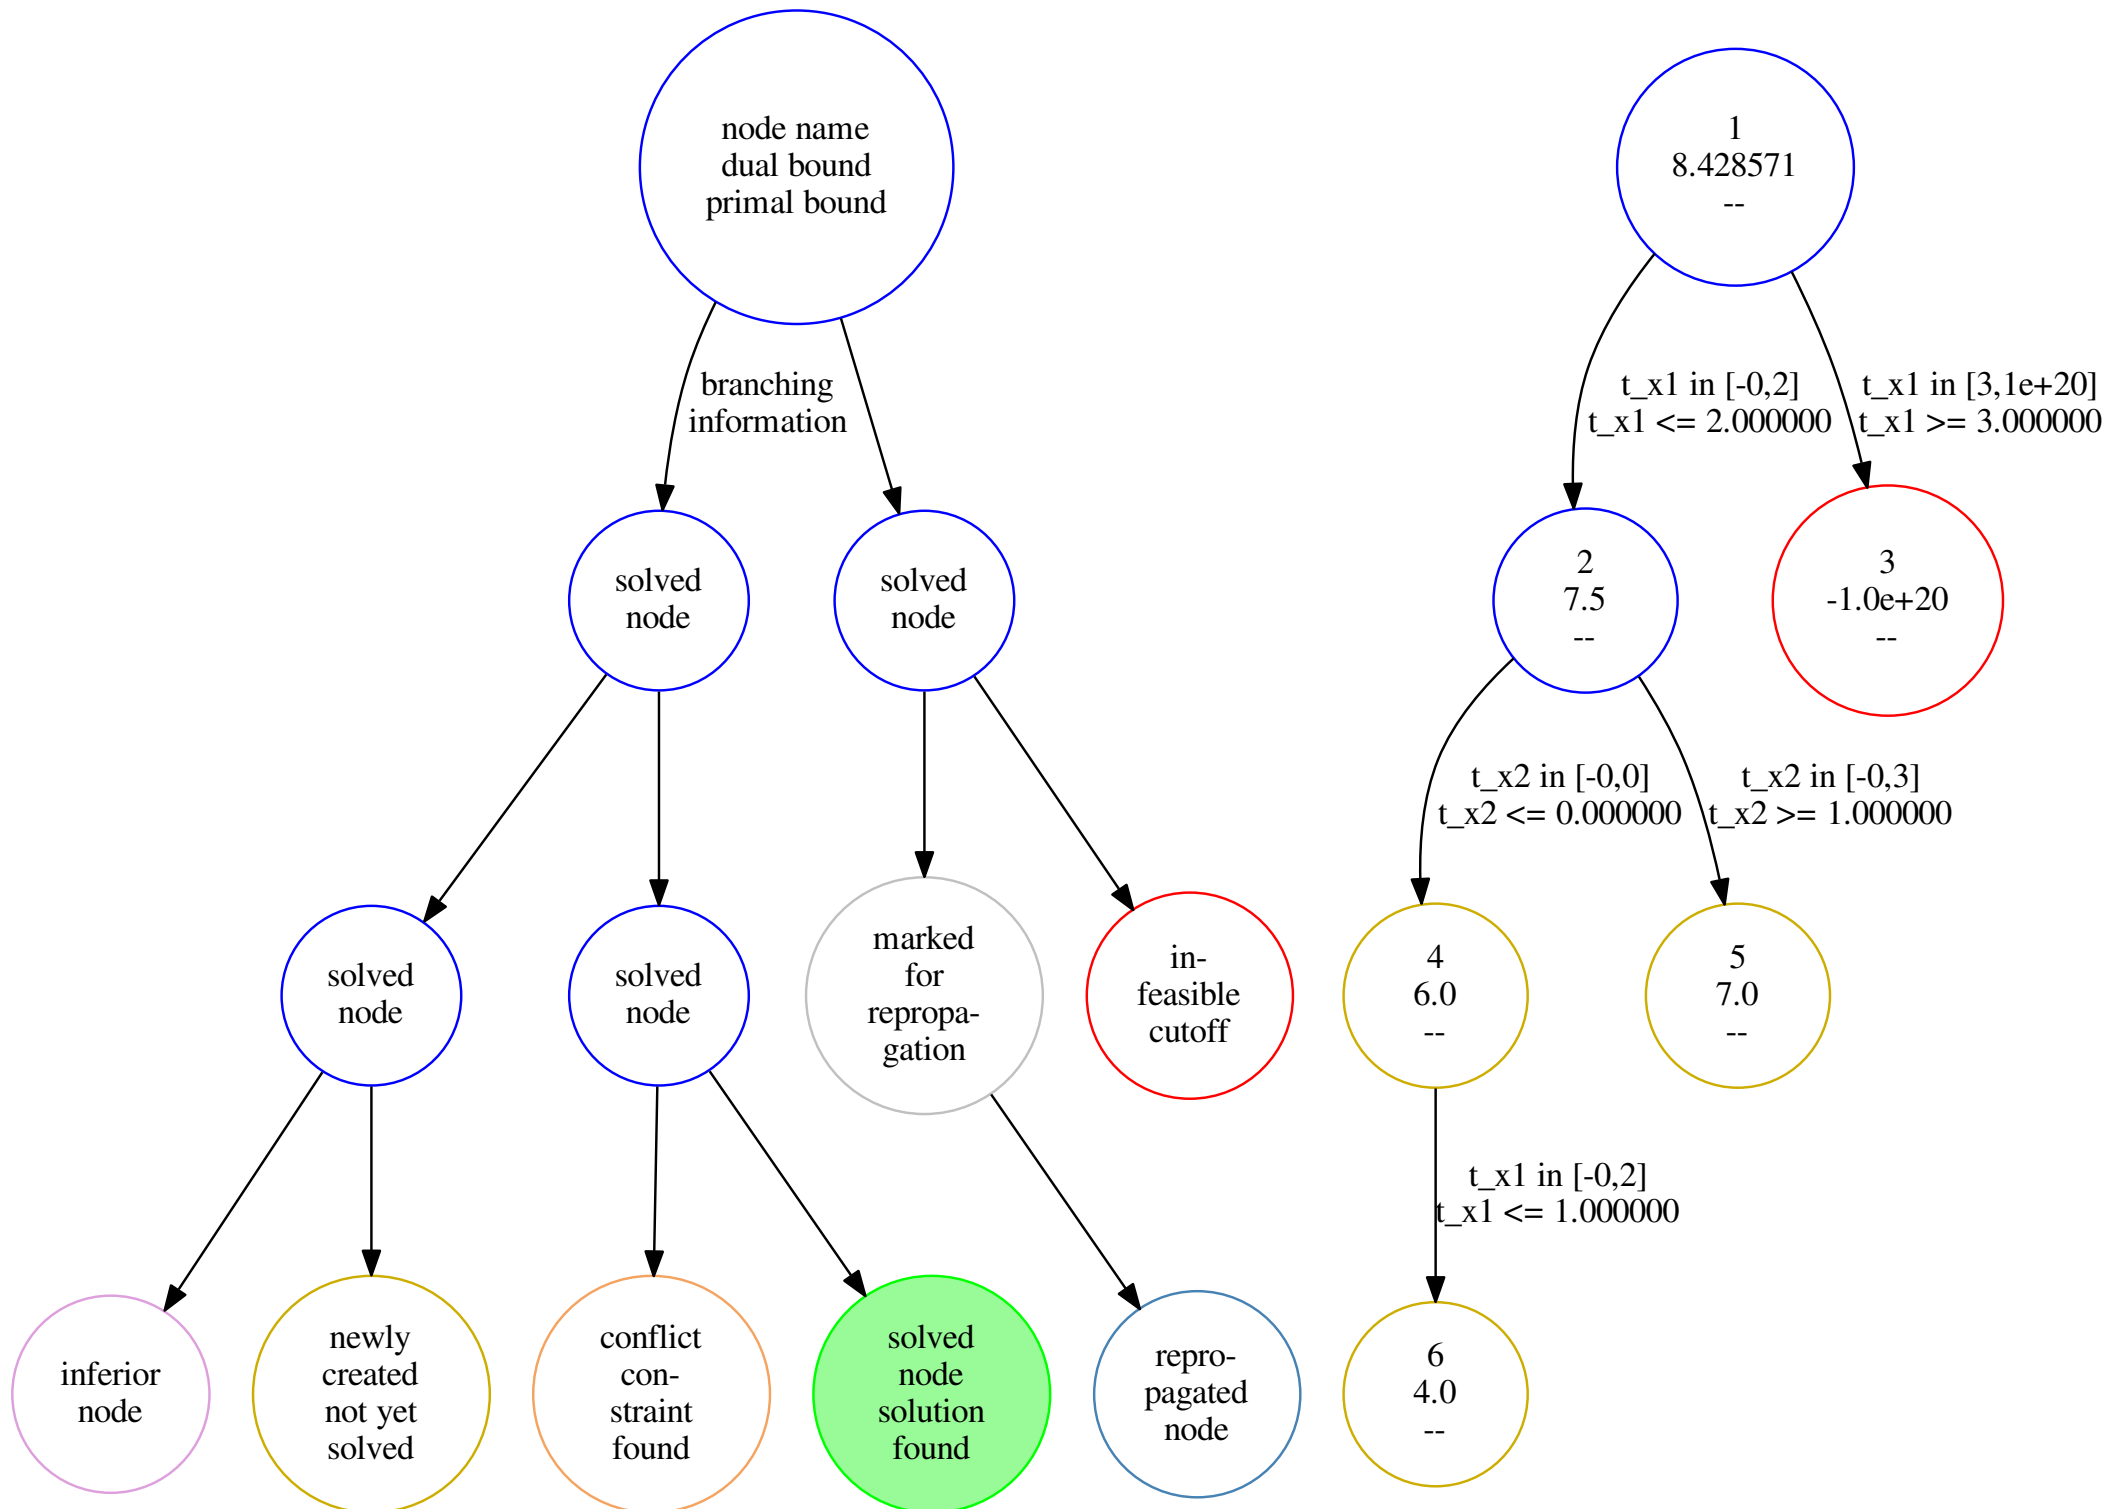 node name
dual bound
primal bound
branching
information
solved
node
solved
node
solved
node
solved
node
marked
for
repropa-
gation
in-
feasible
cutoff
inferior
node
newly
created
not yet
solved
conflict
con-
straint
found
solved
node
solution
found
repro-
pagated
node
1
8.428571
--
t_x1 in [-0,2]
t_x1 <= 2.000000
t_x1 in [3,1e+20]
t_x1 >= 3.000000
2
7.5
--
3
-1.0e+20
--
t_x2 in [-0,0]
t_x2 <= 0.000000
t_x2 in [-0,3]
t_x2 >= 1.000000
4
6.0
--
5
7.0
--
t_x1 in [-0,2]
t_x1 <= 1.000000
6
4.0
--